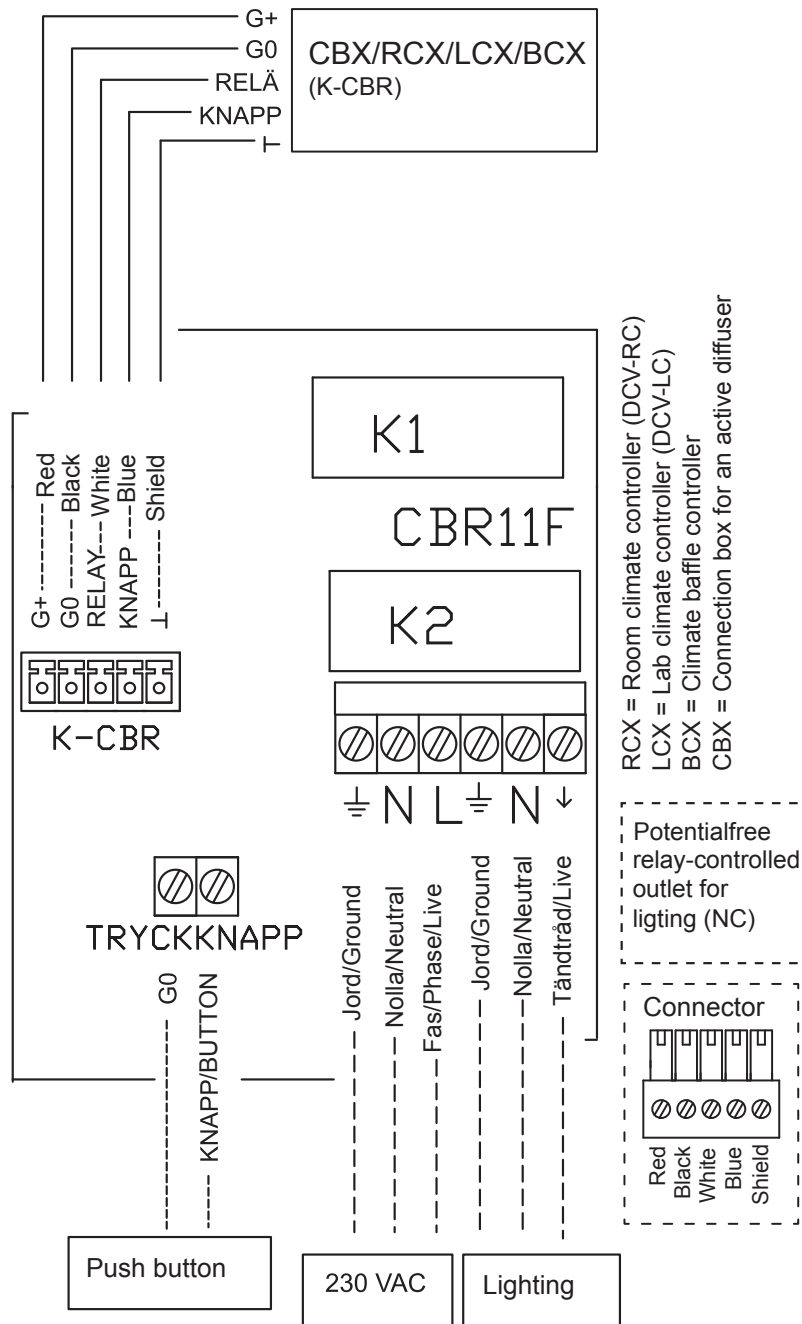 G+
G0
RELÄ
KNAPP
⊢
CBX/RCX/LCX/BCX
(K-CBR)
G+ -------- Red
G0 ------ Black
RELAY--- White
KNAPP ---Blue
⊥ -------- Shield
K-CBR
K1
CBR11F
K2
⏚ N L ⏚ N ↓
TRYCKKNAPP
G0
KNAPP/BUTTON
Jord/Ground
Nolla/Neutral
Fas/Phase/Live
Jord/Ground
Nolla/Neutral
Tändtråd/Live
Push button
230 VAC
Lighting
RCX = Room climate controller (DCV-RC)
LCX = Lab climate controller (DCV-LC)
BCX = Climate baffle controller
CBX = Connection box for an active diffuser
Potentialfree
relay-controlled
outlet for
ligting (NC)
Connector
Red
Black
White
Blue
Shield